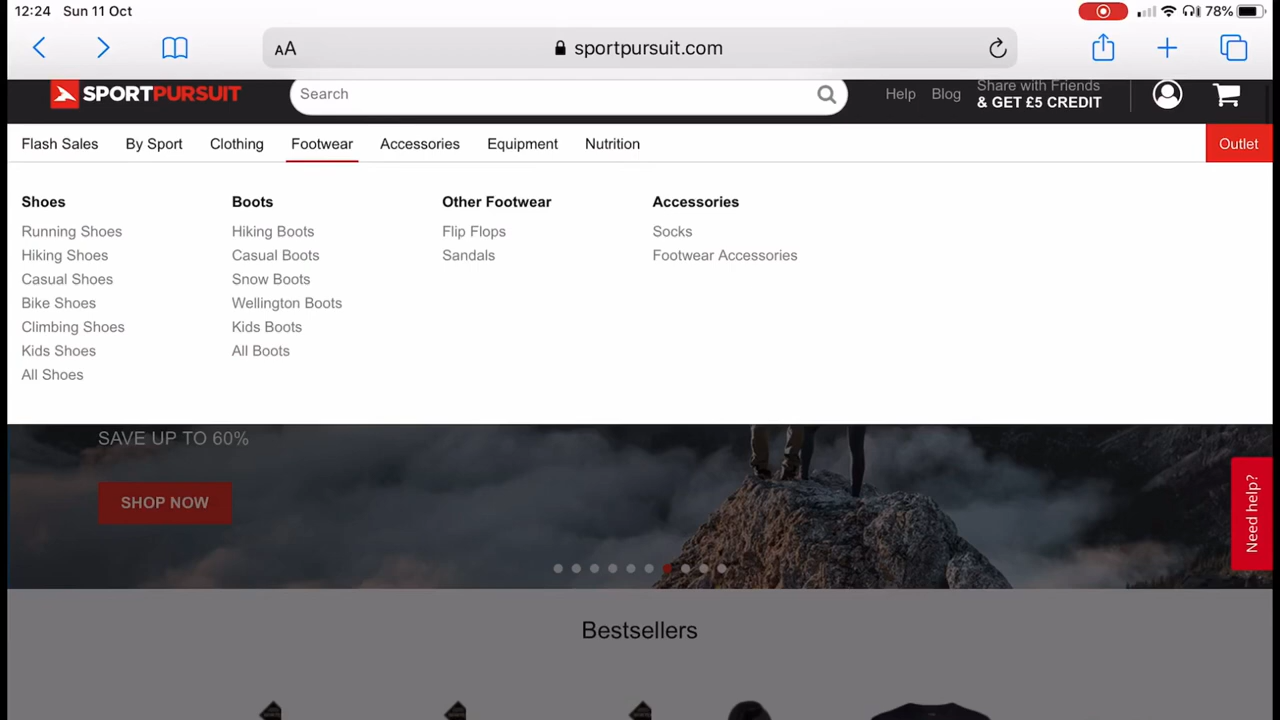 12:24 Sun 11 Oct
78%
AA
sportpursuit.com
SPORTPURSUIT
Search
Help
Blog
Share with Friends
& GET £5 CREDIT
Flash Sales
By Sport
Clothing
Footwear
Accessories
Equipment
Nutrition
Outlet
Shoes
Running Shoes
Hiking Shoes
Casual Shoes
Bike Shoes
Climbing Shoes
Kids Shoes
All Shoes
Boots
Hiking Boots
Casual Boots
Snow Boots
Wellington Boots
Kids Boots
All Boots
Other Footwear
Flip Flops
Sandals
Accessories
Socks
Footwear Accessories
SAVE UP TO 60%
SHOP NOW
Need help?
Bestsellers